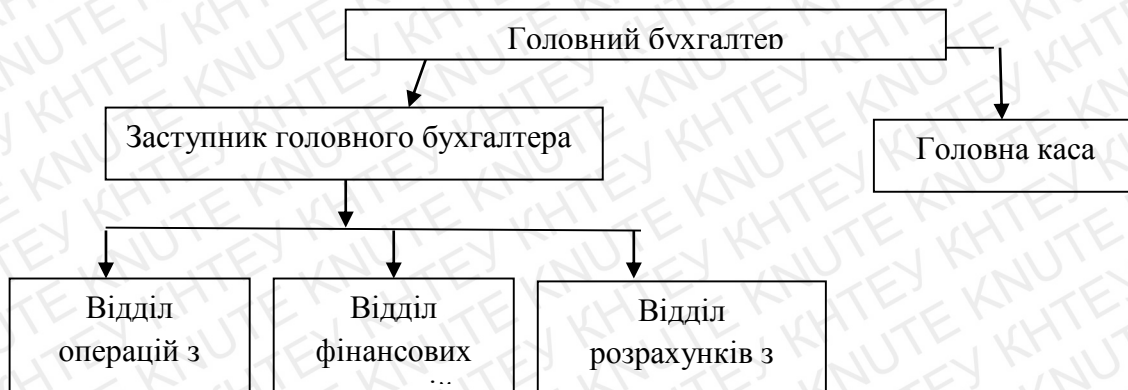 Головний бухгалтер
Заступник головного бухгалтера
Головна каса
Відділ
операцій з
Відділ
фінансових
Відділ
розрахунків з